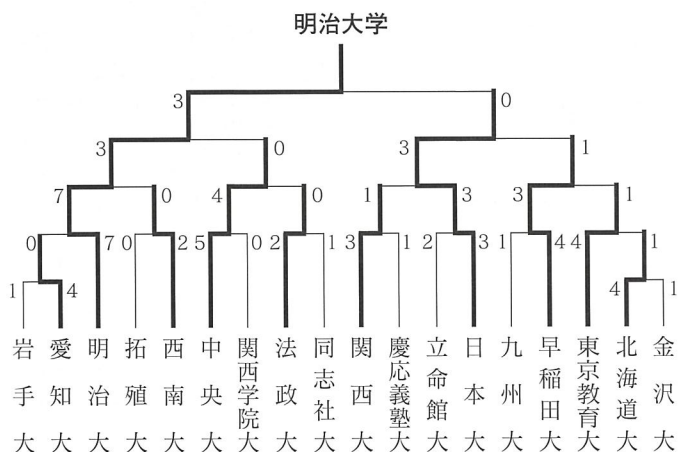 明治大学
3 0
3 0 3 1
7 0 4 0 1 3 3 1
0 7 0 2 5 0 2 1 3 1 2 3 1 4 4 1
1 4 4 1
岩手大
愛知大
明治大
拓殖大
西南大
中央大
関西学院大
法政大
同志社大
関西大
慶応義塾大
立命館大
日本大
九州大
早稲田大
東京教育大
北海道大
金沢大